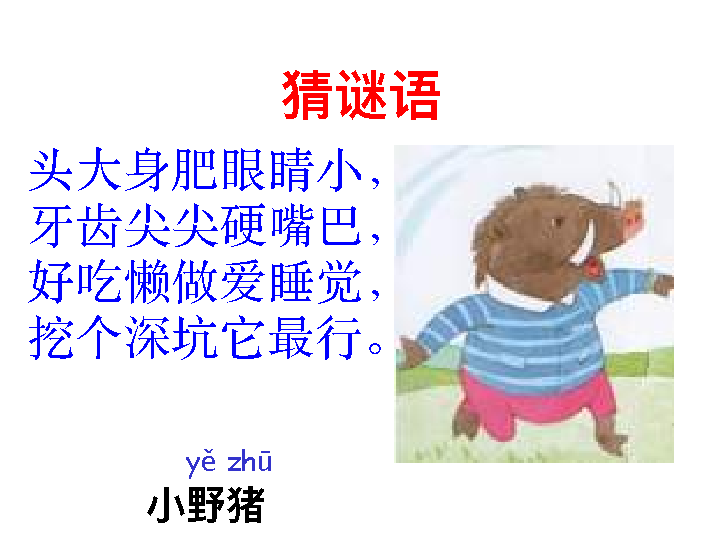 猜谜语
头大身肥眼睛小，
牙齿尖尖硬嘴巴，
好吃懒做爱睡觉，
挖个深坑它最行。
yě zhū
小野猪